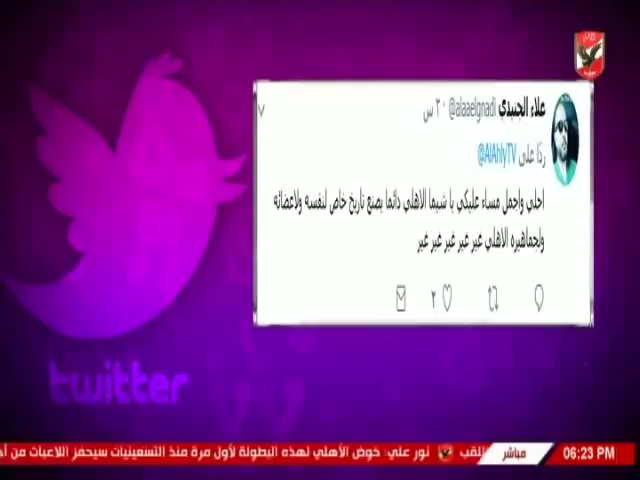 علاء الجنيدي @alaaelgnadi · ٢٠ س
ردًا على @AlAhlyTV
احلي واجمل مساء عليكي يا شيما الاهلي دائما يصنع تاريخ خاص لنفسه ولاعضائه
ولجماهيره الاهلي غير غير غير غير غير
٢
twitter
للقب نور علي: خوض الأهلي لهذه البطولة لأول مرة منذ التسعينيات سيحفز اللاعبات من أجل
مباشر
06:23 PM